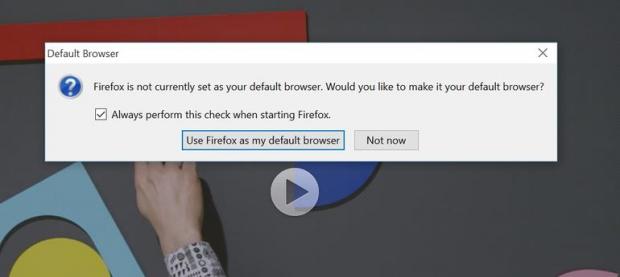 Default Browser
Firefox is not currently set as your default browser. Would you like to make it your default browser?
Always perform this check when starting Firefox.
Use Firefox as my default browser
Not now